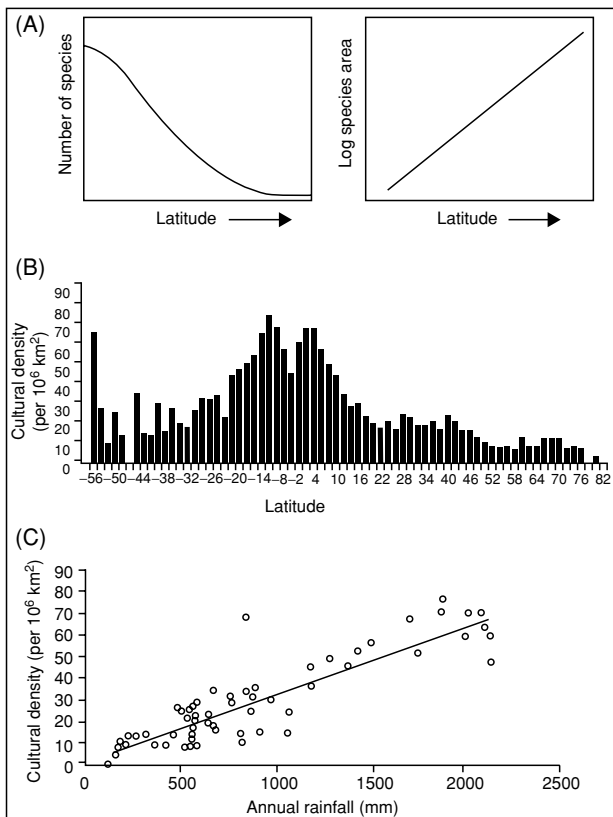 (A)
Number of species
Latitude
Log species area
Latitude
(B)
Cultural density
(per 10⁶ km²)
90
80
70
60
50
40
30
20
10
0
–56 –50 –44 –38 –32 –26 –20 –14 –8 –2 4 10 16 22 28 34 40 46 52 58 64 70 76 82
Latitude
(C)
Cultural density (per 10⁶ km²)
90
80
70
60
50
40
30
20
10
0
0 500 1000 1500 2000 2500
Annual rainfall (mm)